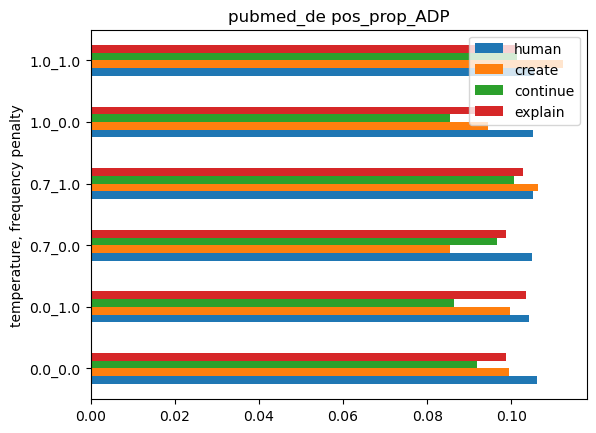 pubmed_de pos_prop_ADP
temperature, frequency penalty
1.0_1.0
1.0_0.0
0.7_1.0
0.7_0.0
0.0_1.0
0.0_0.0
human
create
continue
explain
0.00 0.02 0.04 0.06 0.08 0.10